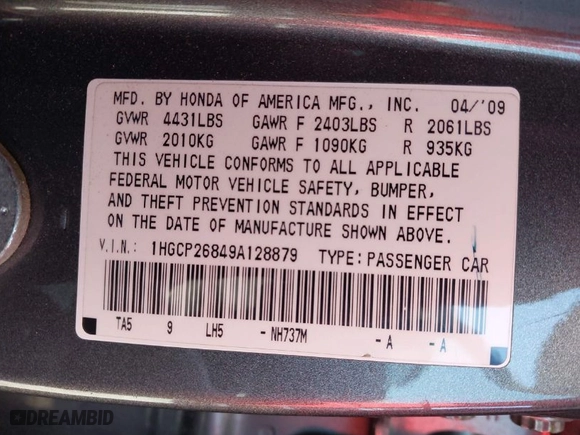 MFD. BY HONDA OF AMERICA MFG., INC. 04/'09
GVWR 4431LBS GAWR F 2403LBS R 2061LBS
GVWR 2010KG GAWR F 1090KG R 935KG
THIS VEHICLE CONFORMS TO ALL APPLICABLE
FEDERAL MOTOR VEHICLE SAFETY, BUMPER,
AND THEFT PREVENTION STANDARDS IN EFFECT
ON THE DATE OF MANUFACTURE SHOWN ABOVE.
V.I.N.: 1HGCP26849A128879 TYPE: PASSENGER CAR
TA5 9 LH5 - NH737M - A - A
DREAMBID